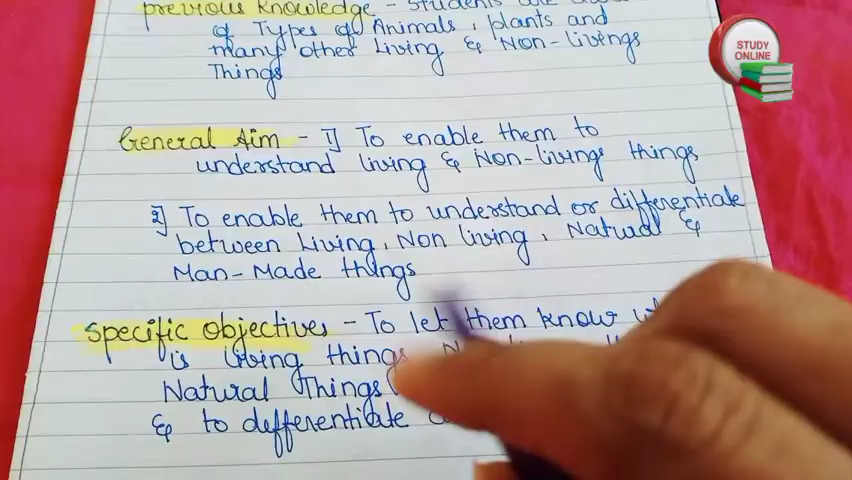 previous knowledge - Students are
of Types of Animals, plants and
many other Living & Non-livings
Things
STUDY
ONLINE
General Aim - 1] To enable them to
understand living & Non-livings things
2] To enable them to understand or differentiate
between Living, Non living, Natural &
Man-Made things
Specific objectives - To let them know
is living things
Natural Things
& to differentiate